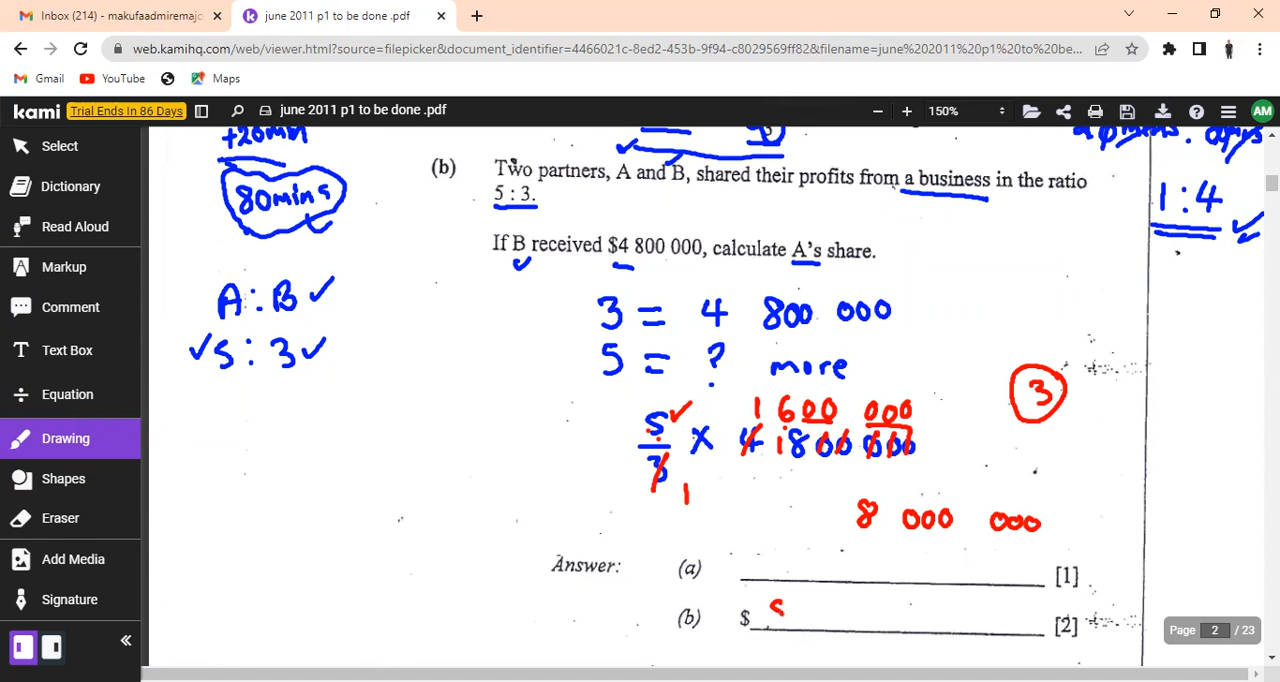 Inbox (214) - makufaadmiremajo
june 2011 p1 to be done .pdf
web.kamihq.com/web/viewer.html?source=filepicker&document_identifier=4466021c-8ed2-453b-9f94-c8029569ff82&filename=june%202011%20p1%20to%20be...
Gmail YouTube Maps
kami Trial Ends In 86 Days june 2011 p1 to be done .pdf 150% AM
Select
Dictionary
Read Aloud
Markup
Comment
Text Box
Equation
Drawing
Shapes
Eraser
Add Media
Signature
+20min
80mins
A : B
5 : 3
(b) Two partners, A and B, shared their profits from a business in the ratio
5 : 3.
If B received $4 800 000, calculate A's share.
1 : 4
3 = 4 800 000
5 = ? more
1 600 000
5/3 × 4 1800 000
1
3
8 000 000
Answer: (a) [1]
(b) $ [2]
Page 2 / 23